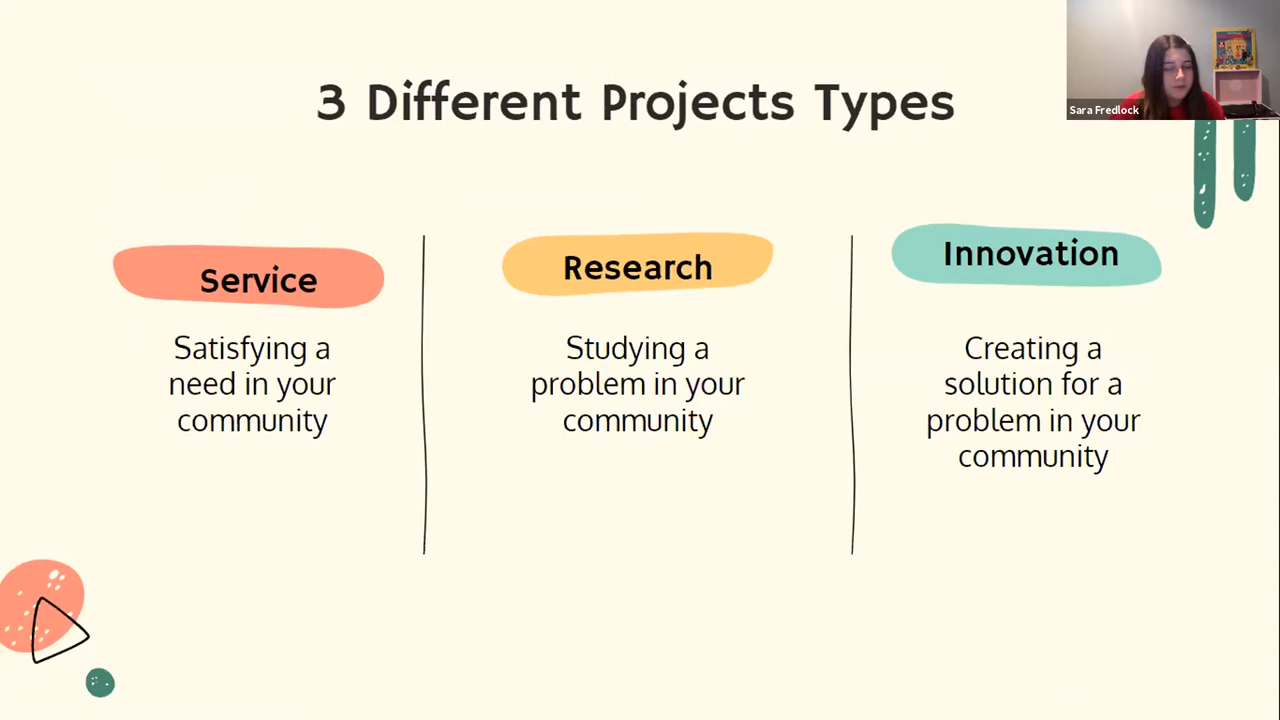 3 Different Projects Types
Sara Fredlock
Service
Satisfying a
need in your
community
Research
Studying a
problem in your
community
Innovation
Creating a
solution for a
problem in your
community